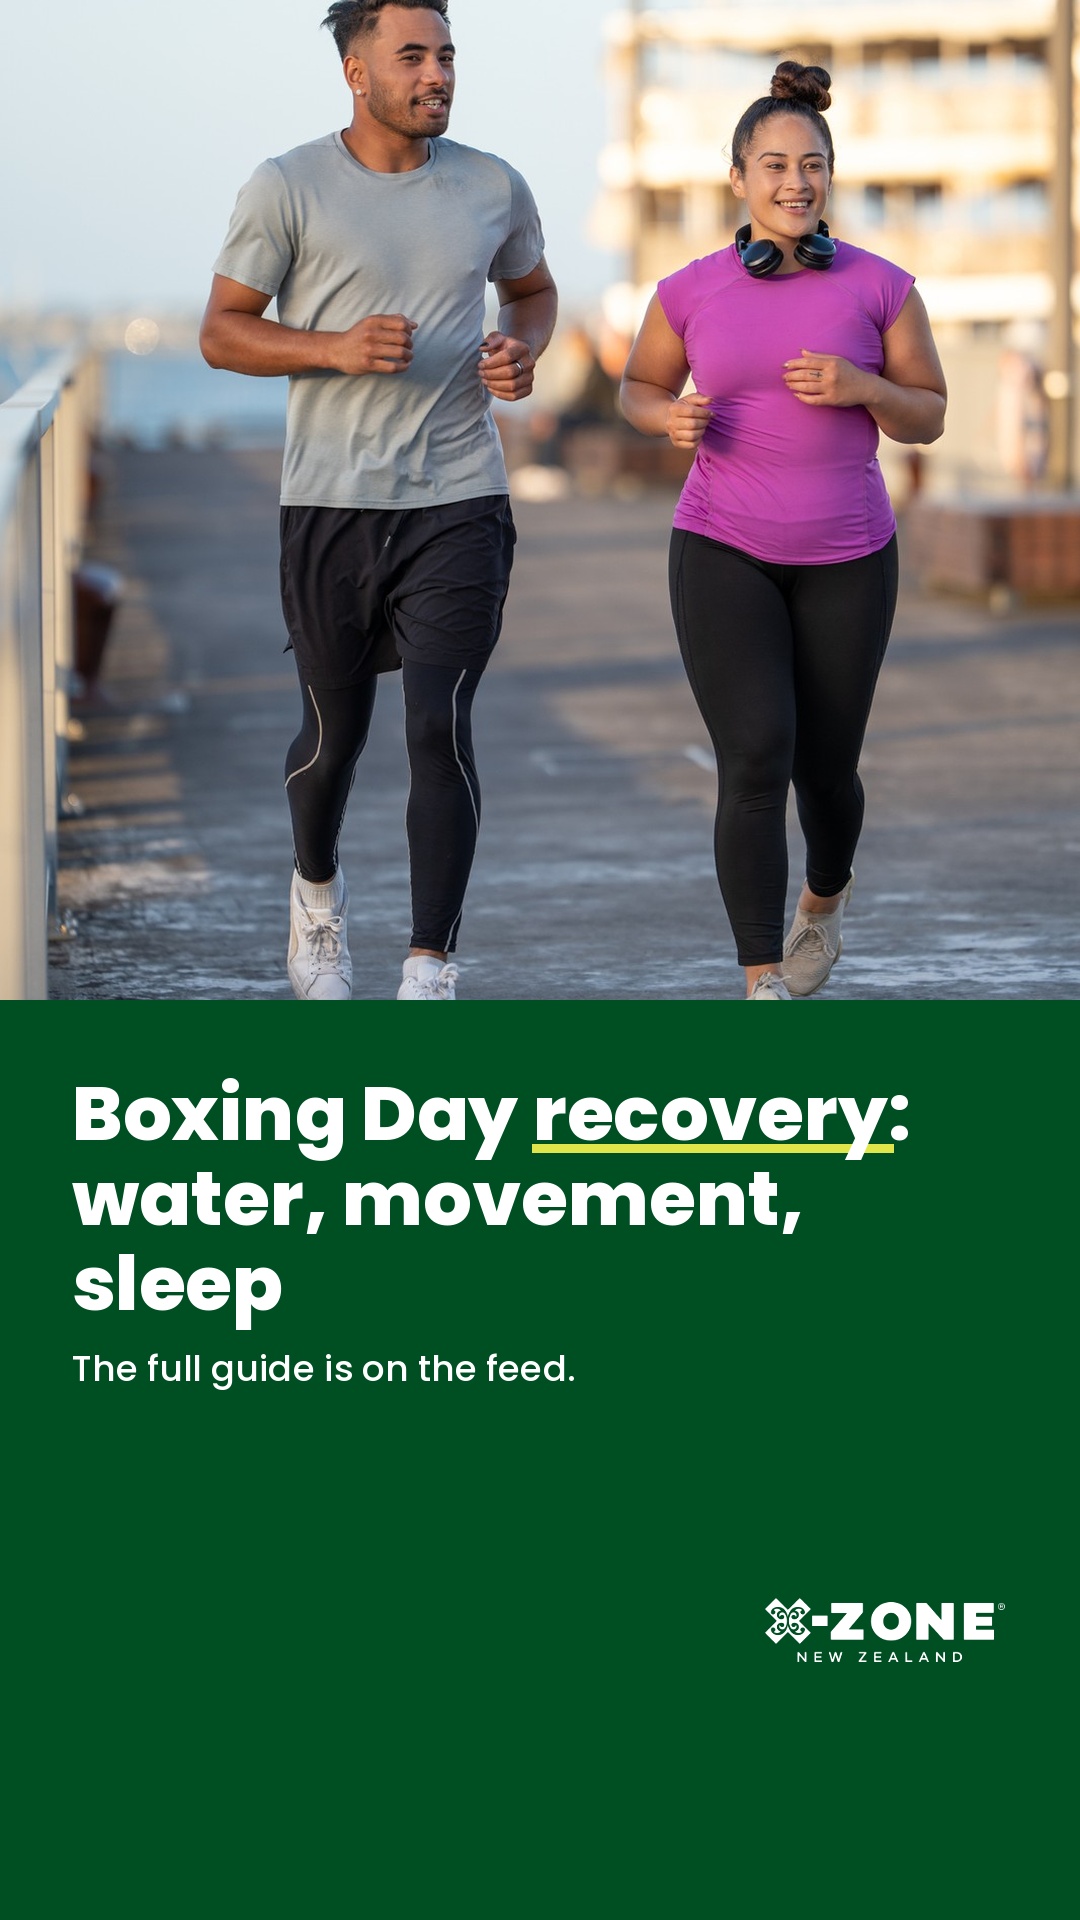 Boxing Day recovery:
water, movement,
sleep
The full guide is on the feed.
X-ZONE®
NEW ZEALAND